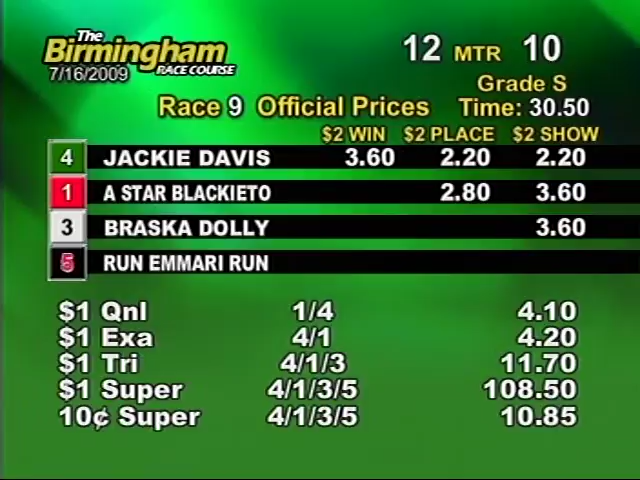 The
Birmingham
RACE COURSE
7/16/2009
12 MTR 10
Grade S
Race 9 Official Prices Time: 30.50
$2 WIN $2 PLACE $2 SHOW
4 JACKIE DAVIS 3.60 2.20 2.20
1 A STAR BLACKIETO 2.80 3.60
3 BRASKA DOLLY 3.60
5 RUN EMMARI RUN
$1 Qnl 1/4 4.10
$1 Exa 4/1 4.20
$1 Tri 4/1/3 11.70
$1 Super 4/1/3/5 108.50
10¢ Super 4/1/3/5 10.85